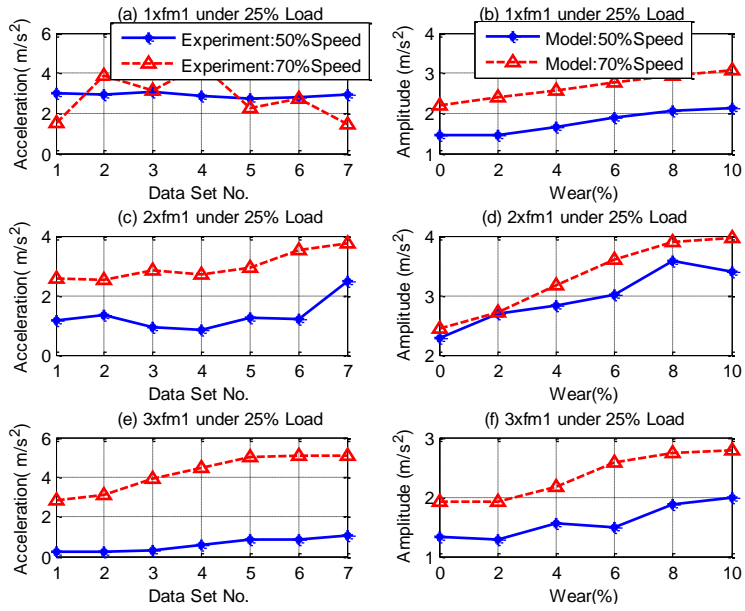 (a) 1xfm1 under 25% Load
(b) 1xfm1 under 25% Load
Acceleration( m/s2)
6
4
2
0
Experiment:50%Speed
Experiment:70%Speed
1 2 3 4 5 6 7
Data Set No.
Amplitude (m/s2)
4
3
2
1
Model:50%Speed
Model:70%Speed
0 2 4 6 8 10
Wear(%)
(c) 2xfm1 under 25% Load
(d) 2xfm1 under 25% Load
Acceleration( m/s2)
4
2
0
1 2 3 4 5 6 7
Data Set No.
Amplitude (m/s2)
4
3
2
0 2 4 6 8 10
Wear(%)
(e) 3xfm1 under 25% Load
(f) 3xfm1 under 25% Load
Acceleration( m/s2)
6
4
2
0
1 2 3 4 5 6 7
Data Set No.
Amplitude (m/s2)
3
2
1
0 2 4 6 8 10
Wear(%)